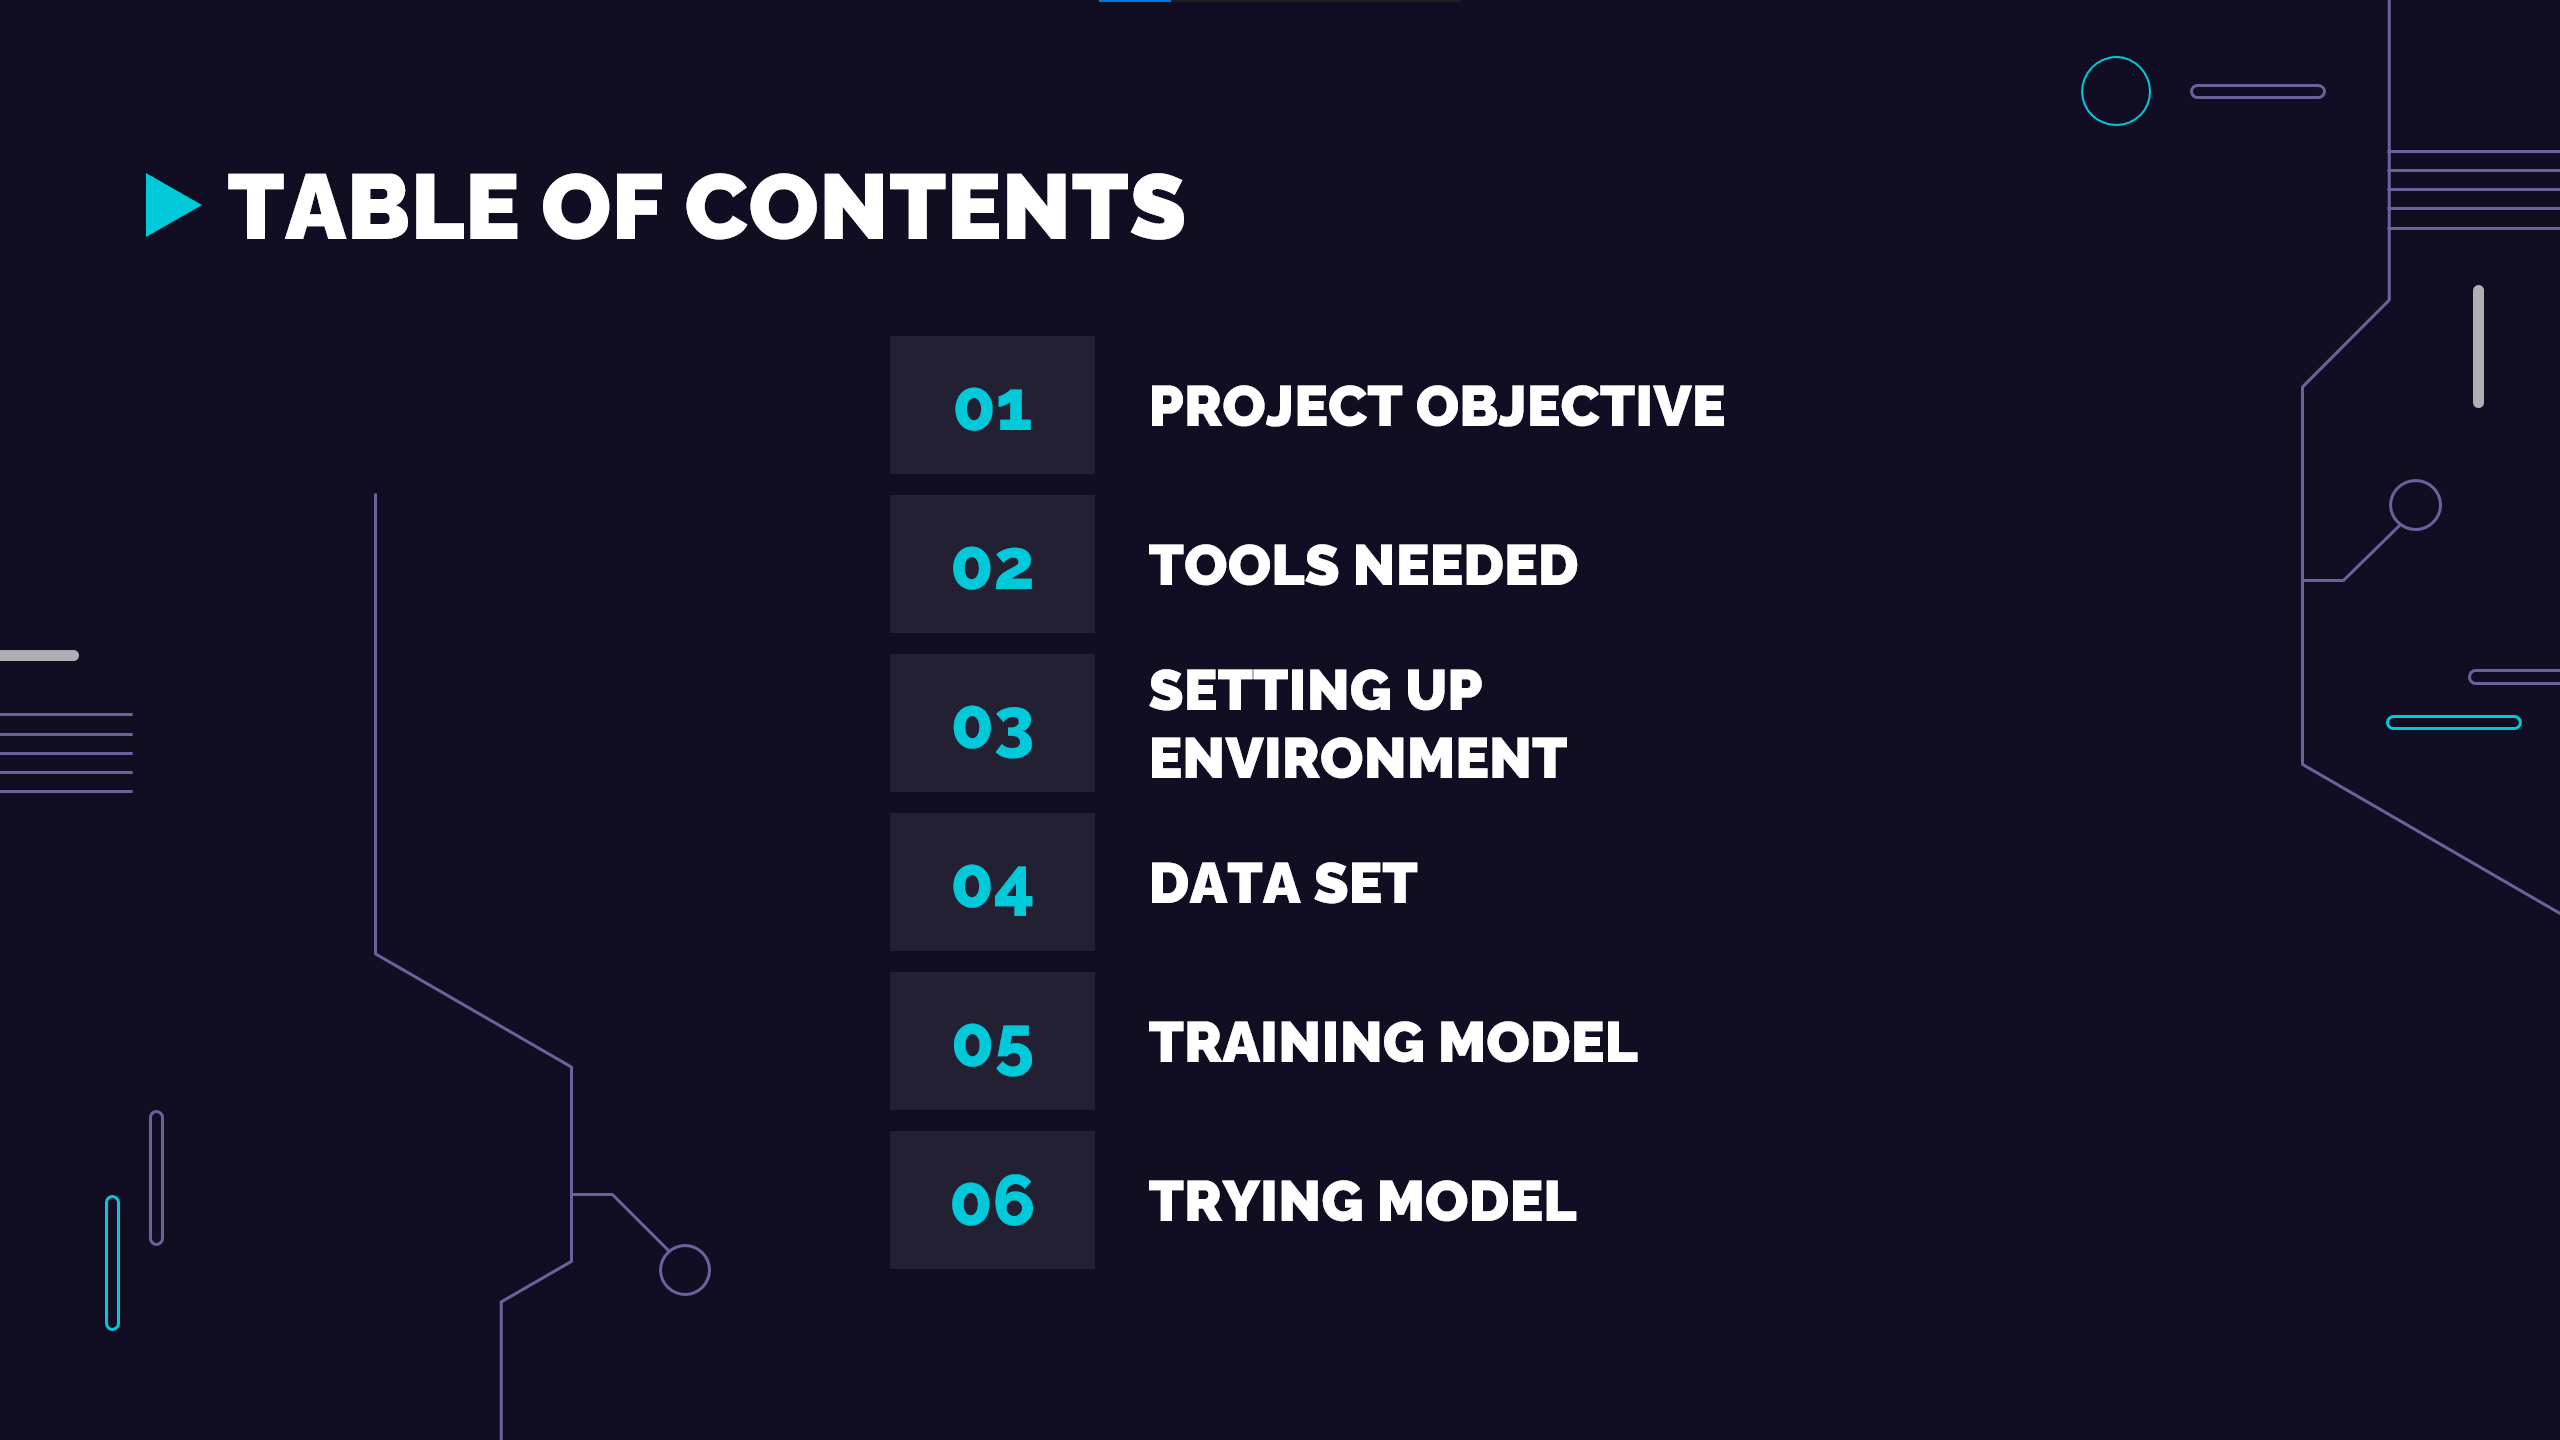 TABLE OF CONTENTS
01 PROJECT OBJECTIVE
02 TOOLS NEEDED
03 SETTING UP
ENVIRONMENT
04 DATA SET
05 TRAINING MODEL
06 TRYING MODEL